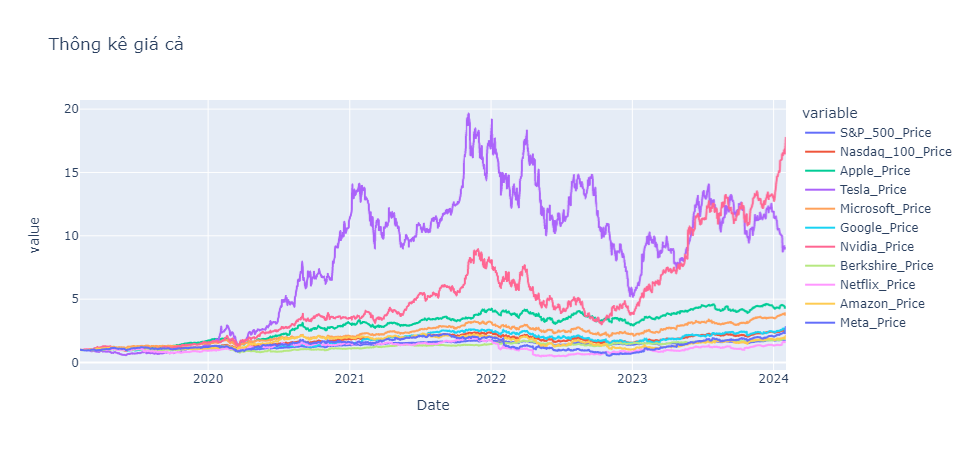 Thông kê giá cả
value
20
15
10
5
0
2020
2021
2022
2023
2024
Date
variable
S&P_500_Price
Nasdaq_100_Price
Apple_Price
Tesla_Price
Microsoft_Price
Google_Price
Nvidia_Price
Berkshire_Price
Netflix_Price
Amazon_Price
Meta_Price